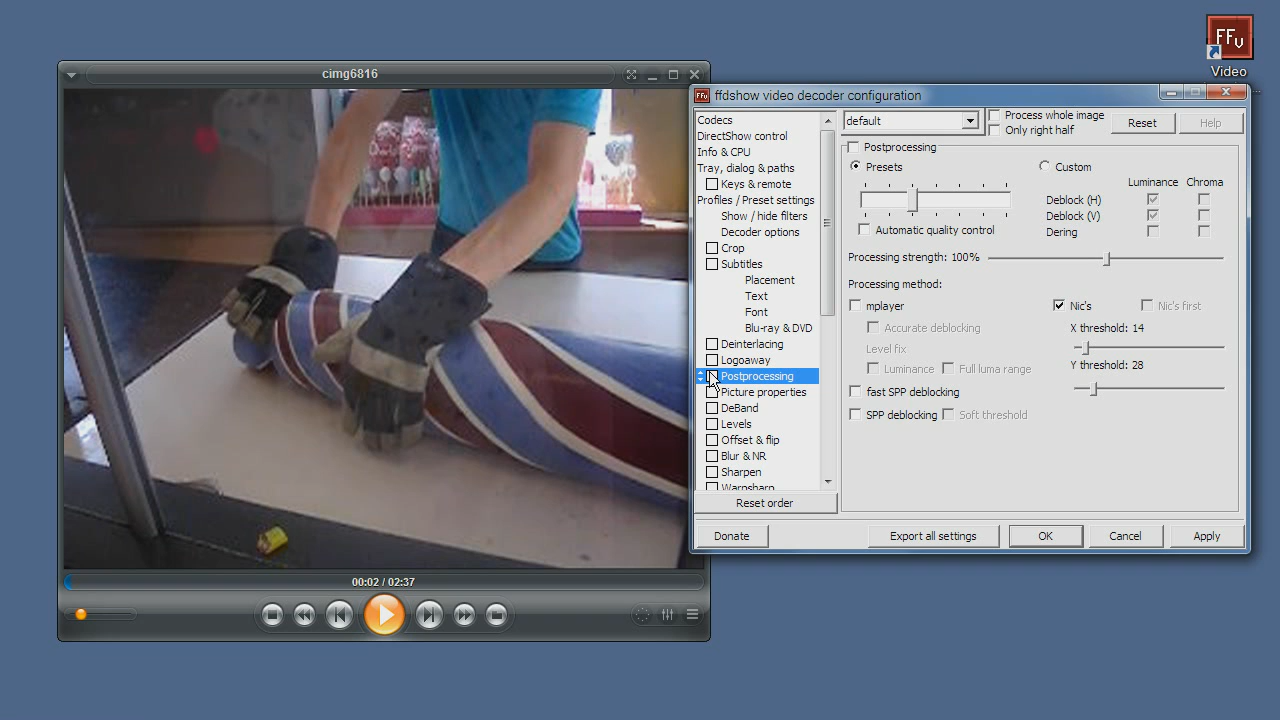 FFv
Video
cimg6816
ffdshow video decoder configuration
Codecs
DirectShow control
Info & CPU
Tray, dialog & paths
Keys & remote
Profiles / Preset settings
Show / hide filters
Decoder options
Crop
Subtitles
Placement
Text
Font
Blur-ray & DVD
Deinterlacing
Logoaway
Postprocessing
Picture properties
DeBand
Levels
Offset & flip
Blur & NR
Sharpen
Warpsharp
Reset order
default
Process whole image
Only right half
Reset
Help
Postprocessing
Presets
Custom
Luminance Chroma
Deblock (H)
Deblock (V)
Automatic quality control
Dering
Processing strength: 100%
Processing method:
mplayer
Nic's
Nic's first
Accurate deblocking
X threshold: 14
Level fix
Luminance
Full luma range
Y threshold: 28
fast SPP deblocking
SPP deblocking
Soft threshold
Donate
Export all settings
OK
Cancel
Apply
00:02 / 02:37